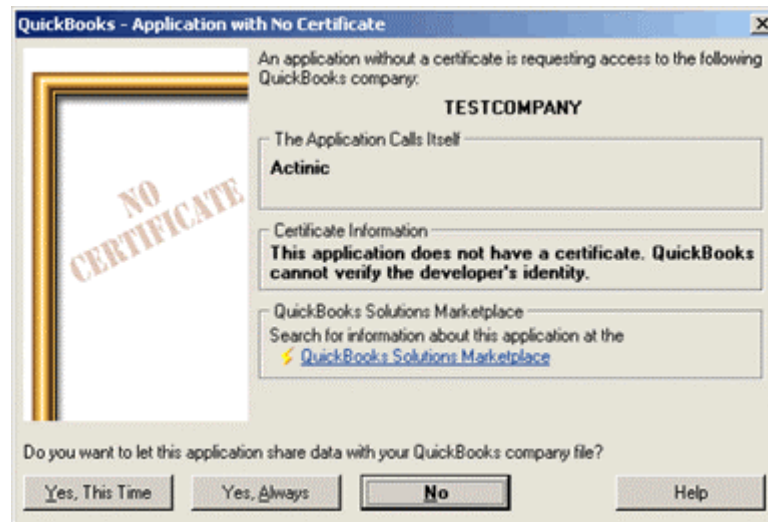 QuickBooks - Application with No Certificate
An application without a certificate is requesting access to the following
QuickBooks company:
TESTCOMPANY
The Application Calls Itself
Actinic
NO
CERTIFICATE
Certificate Information
This application does not have a certificate. QuickBooks
cannot verify the developer's identity.
QuickBooks Solutions Marketplace
Search for information about this application at the
QuickBooks Solutions Marketplace
Do you want to let this application share data with your QuickBooks company file?
Yes, This Time
Yes, Always
No
Help